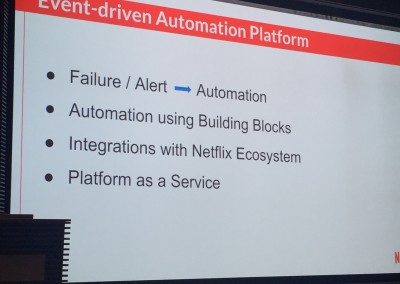 Event-driven Automation Platform
● Failure / Alert ➡ Automation
● Automation using Building Blocks
● Integrations with Netflix Ecosystem
● Platform as a Service
N